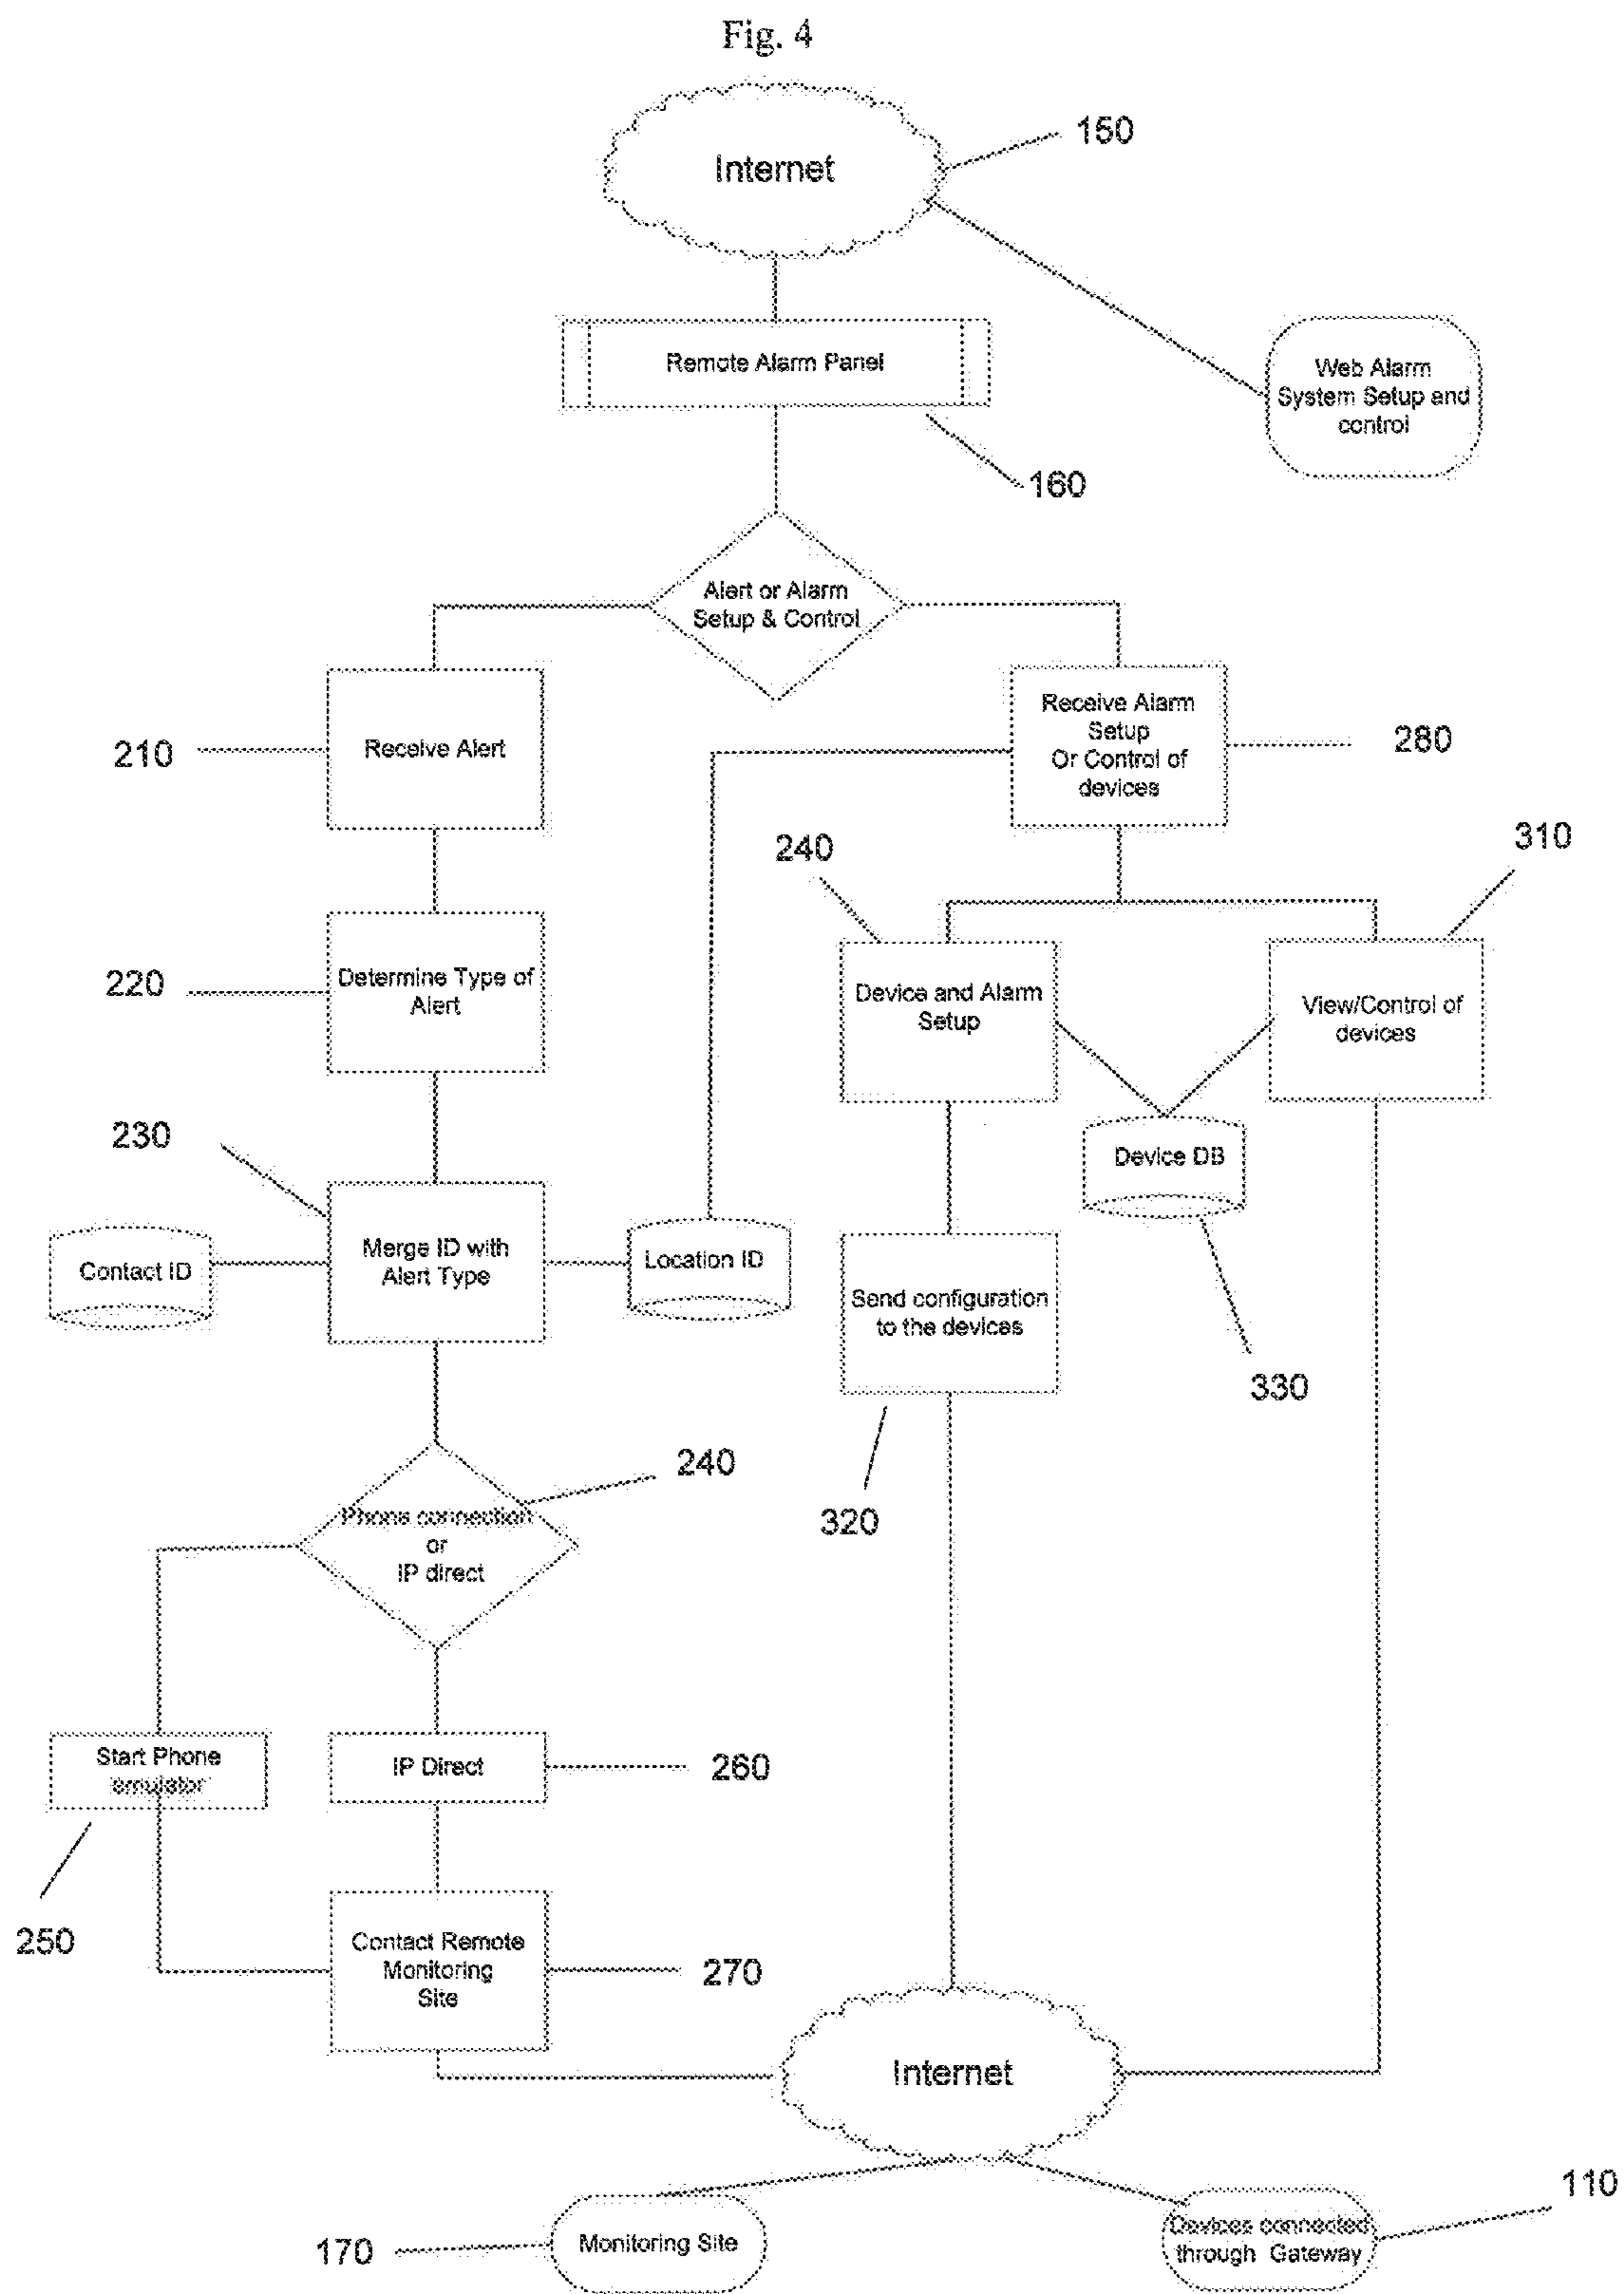 Fig. 4
Internet
150
Remote Alarm Panel
160
Web Alarm
System Setup and
control
Alert or Alarm
Setup & Control
210
Receive Alert
Receive Alarm
Setup
Or Control of
devices
280
240
310
220
Determine Type of
Alert
Device and Alarm
Setup
View/Control of
devices
230
Device DB
Contact ID
Merge ID with
Alert Type
Location ID
Send configuration
to the devices
330
240
320
Phone connection
or
IP direct
Start Phone
emulator
IP Direct
260
250
Contact Remote
Monitoring
Site
270
Internet
110
170
Monitoring Site
Devices connected
through Gateway